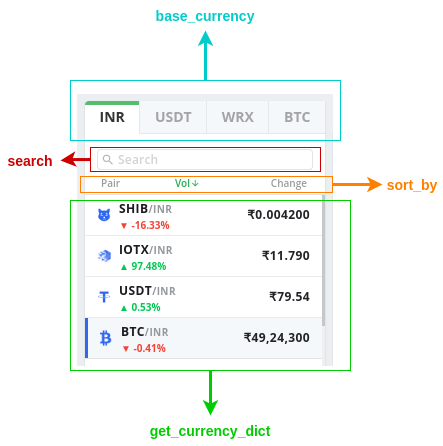 base_currency
INR USDT WRX BTC
search
Search
Pair Vol↓ Change
sort_by
SHIB/INR ₹0.004200
▼ -16.33%
IOTX/INR ₹11.790
▲ 97.48%
USDT/INR ₹79.54
▲ 0.53%
BTC/INR ₹49,24,300
▼ -0.41%
get_currency_dict